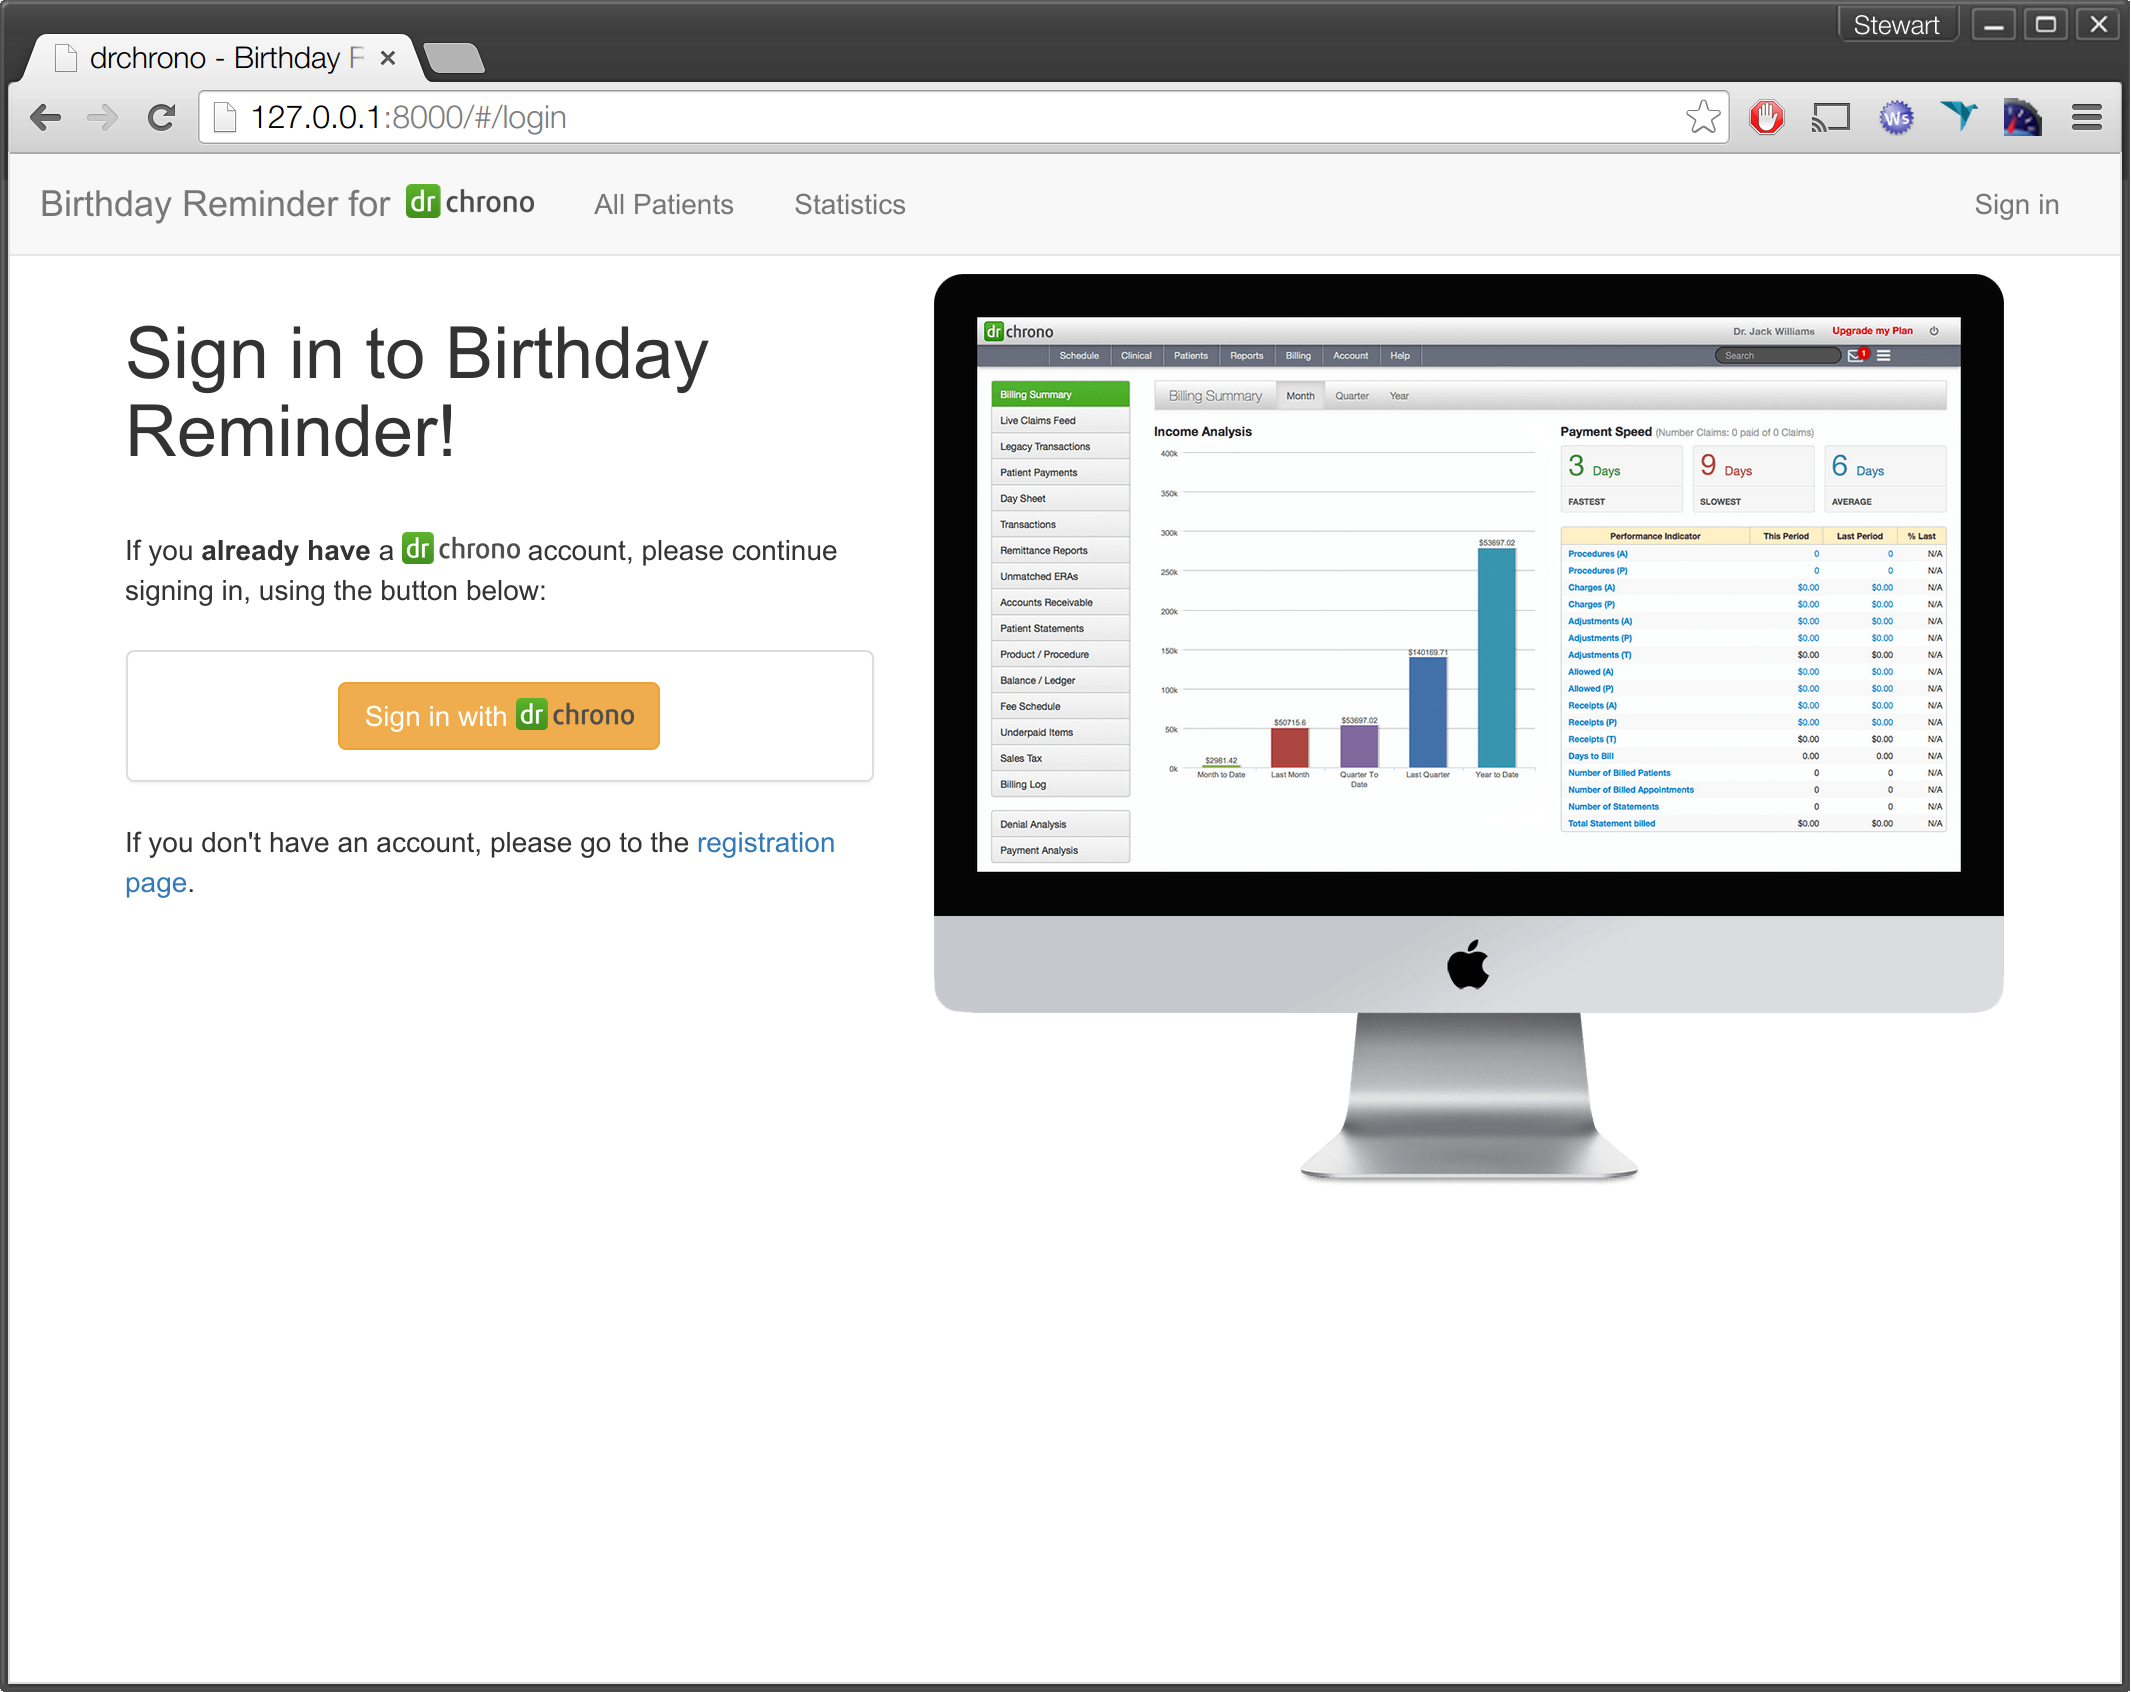 Stewart
drchrono - Birthday
127.0.0.1:8000/#/login
Ws
Birthday Reminder for dr chrono All Patients Statistics Sign in
Sign in to Birthday
Reminder!
If you already have a dr chrono account, please continue
signing in, using the button below:
Sign in with dr chrono
If you don't have an account, please go to the registration
page.
dr chrono Dr. Jack Williams Upgrade my Plan
Schedule Clinical Patients Reports Billing Account Help Search 1
Billing Summary
Live Claims Feed
Legacy Transactions
Patient Payments
Day Sheet
Transactions
Remittance Reports
Unmatched ERAs
Accounts Receivable
Patient Statements
Product / Procedure
Balance / Ledger
Fee Schedule
Underpaid Items
Sales Tax
Billing Log
Denial Analysis
Payment Analysis
Billing Summary Month Quarter Year
Income Analysis
400k
350k
300k
250k
200k
150k
100k
50k
0k
$2981.42
$50715.6
$53697.02
$140169.71
$53697.02
Month to Date Last Month Quarter To Last Quarter Year to Date
Date
Payment Speed (Number Claims: 0 paid of 0 Claims)
3 Days 9 Days 6 Days
FASTEST SLOWEST AVERAGE
Performance Indicator This Period Last Period % Last
Procedures (A) 0 0 N/A
Procedures (P) 0 0 N/A
Charges (A) $0.00 $0.00 N/A
Charges (P) $0.00 $0.00 N/A
Adjustments (A) $0.00 $0.00 N/A
Adjustments (P) $0.00 $0.00 N/A
Adjustments (T) $0.00 $0.00 N/A
Allowed (A) $0.00 $0.00 N/A
Allowed (P) $0.00 $0.00 N/A
Receipts (A) $0.00 $0.00 N/A
Receipts (P) $0.00 $0.00 N/A
Receipts (T) $0.00 $0.00 N/A
Days to Bill 0.00 0.00 N/A
Number of Billed Patients 0 0 N/A
Number of Billed Appointments 0 0 N/A
Number of Statements 0 0 N/A
Total Statement billed $0.00 $0.00 N/A